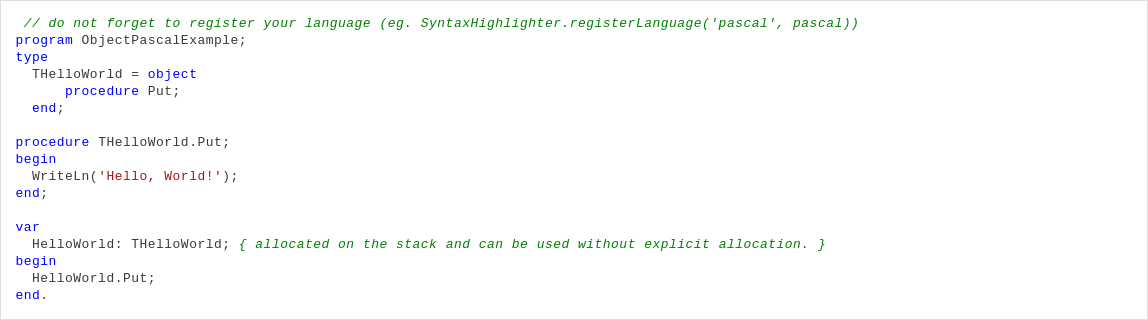 // do not forget to register your language (eg. SyntaxHighlighter.registerLanguage('pascal', pascal))
program ObjectPascalExample;
type
  THelloWorld = object
      procedure Put;
  end;

procedure THelloWorld.Put;
begin
  WriteLn('Hello, World!');
end;

var
  HelloWorld: THelloWorld; { allocated on the stack and can be used without explicit allocation. }
begin
  HelloWorld.Put;
end.